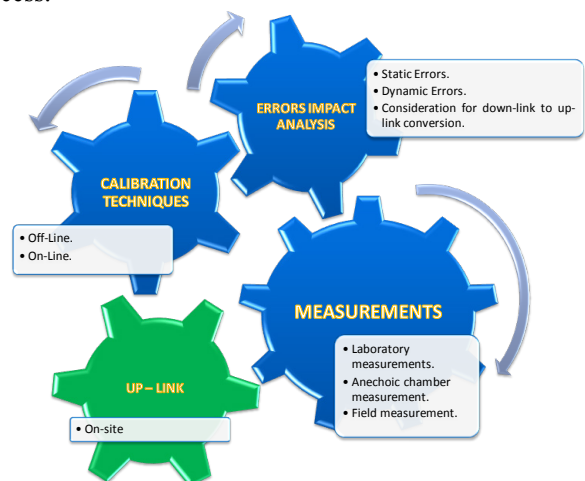 ERRORS IMPACT
ANALYSIS
• Static Errors.
• Dynamic Errors.
• Consideration for down-link to up-
link conversion.
CALIBRATION
TECHNIQUES
• Off-Line.
• On-Line.
MEASUREMENTS
• Laboratory
measurements.
• Anechoic chamber
measurement.
• Field measurement.
UP – LINK
• On-site